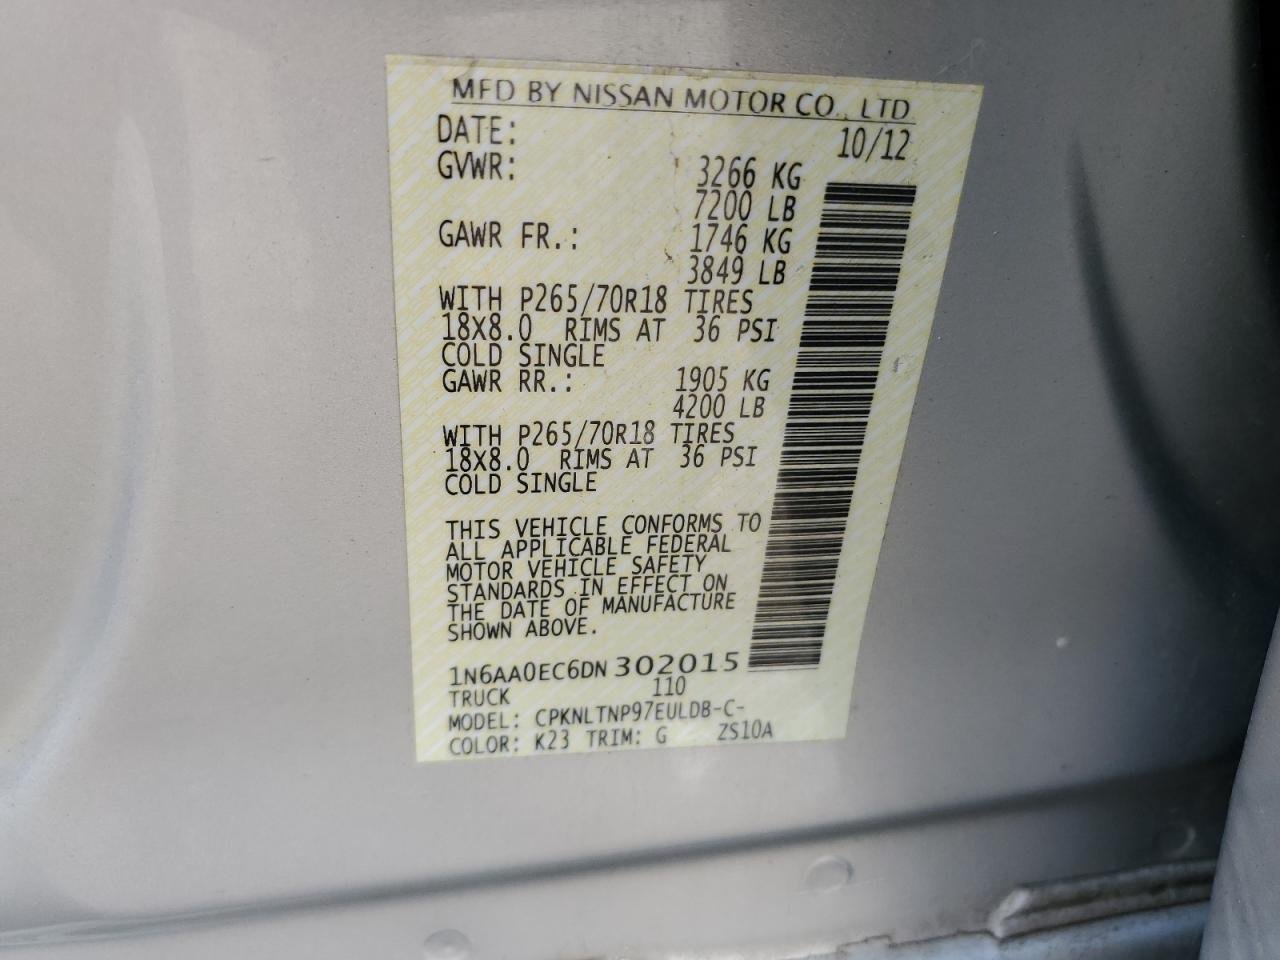 MFD BY NISSAN MOTOR CO., LTD
DATE: 10/12
GVWR: 3266 KG
7200 LB
GAWR FR.: 1746 KG
3849 LB
WITH P265/70R18 TIRES
18X8.0 RIMS AT 36 PSI
COLD SINGLE
GAWR RR.: 1905 KG
4200 LB
WITH P265/70R18 TIRES
18X8.0 RIMS AT 36 PSI
COLD SINGLE
THIS VEHICLE CONFORMS TO
ALL APPLICABLE FEDERAL
MOTOR VEHICLE SAFETY
STANDARDS IN EFFECT ON
THE DATE OF MANUFACTURE
SHOWN ABOVE.
1N6AA0EC6DN302015
TRUCK 110
MODEL: CPKNLTNP97EULDB-C-
COLOR: K23 TRIM: G ZS10A